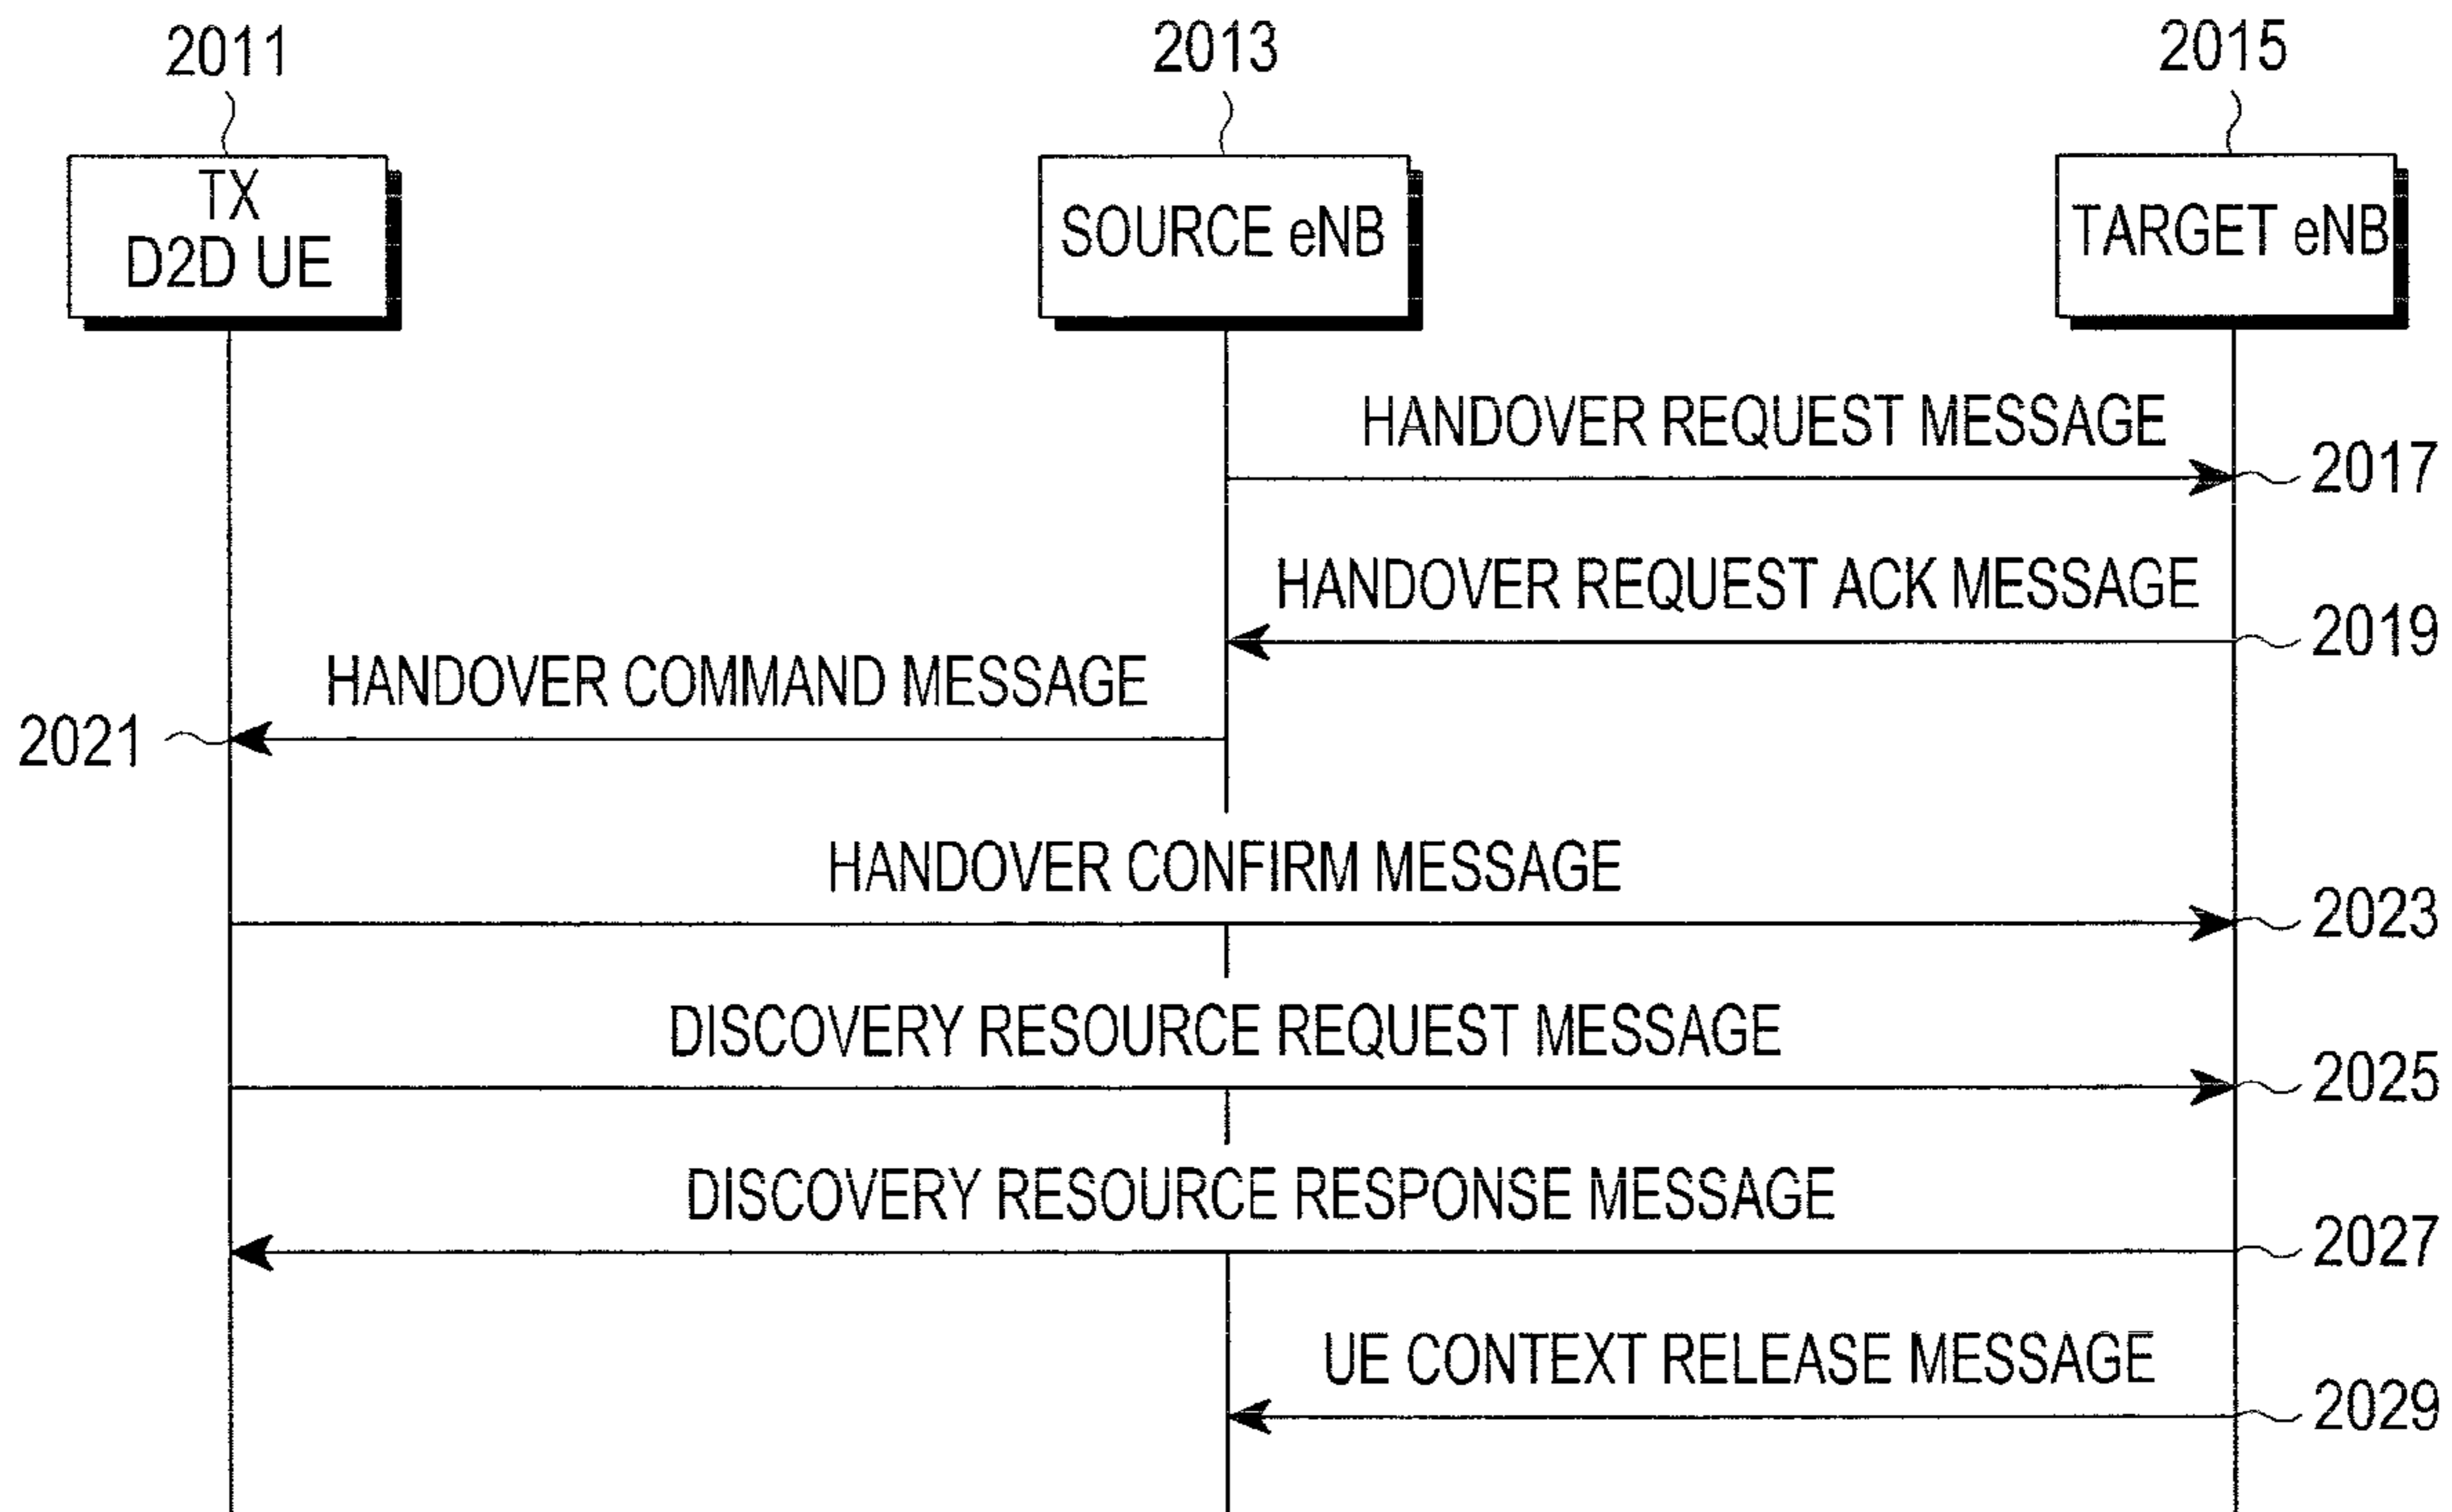 2011
2013
2015
TX
D2D UE
SOURCE eNB
TARGET eNB
HANDOVER REQUEST MESSAGE
2017
HANDOVER REQUEST ACK MESSAGE
2019
HANDOVER COMMAND MESSAGE
2021
HANDOVER CONFIRM MESSAGE
2023
DISCOVERY RESOURCE REQUEST MESSAGE
2025
DISCOVERY RESOURCE RESPONSE MESSAGE
2027
UE CONTEXT RELEASE MESSAGE
2029